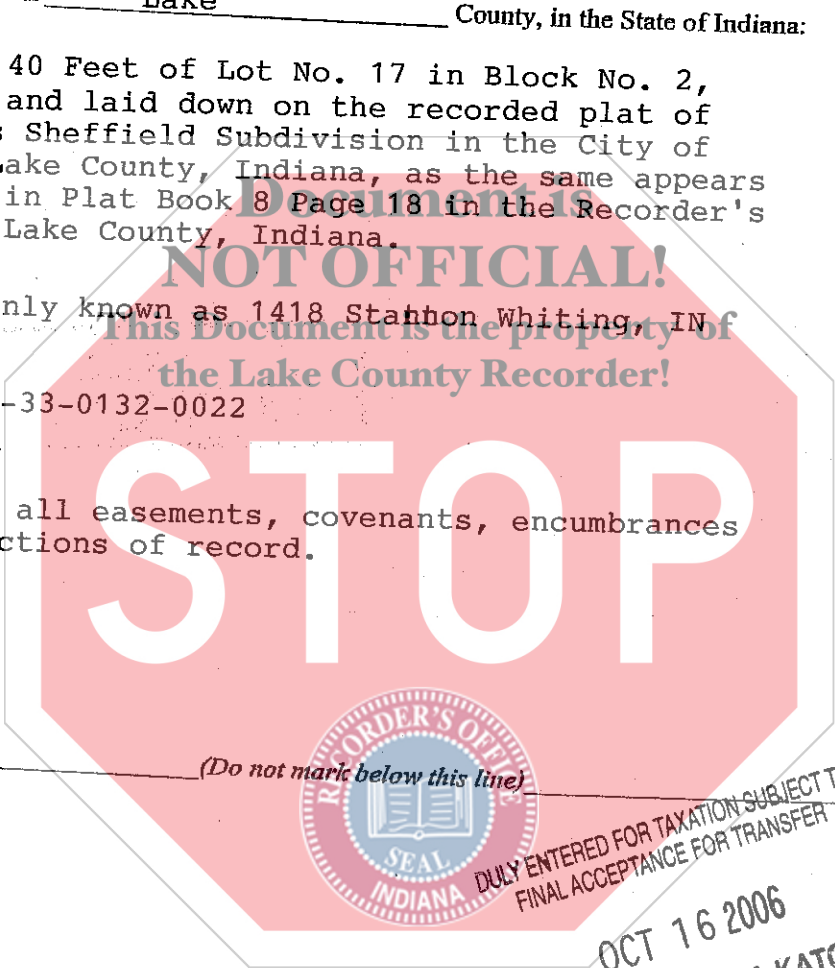 Lake County, in the State of Indiana:
40 Feet of Lot No. 17 in Block No. 2,
and laid down on the recorded plat of
s Sheffield Subdivision in the City of
Lake County, Indiana, as the same appears
in Plat Book 8 Page 18 in the Recorder's
Lake County, Indiana.
Document is
NOT OFFICIAL!
This Document is the property of
the Lake County Recorder!
nly known as 1418 Whiting, IN
-33-0132-0022
STOP
all easements, covenants, encumbrances
ctions of record.
(Do not mark below this line)
RECORDER'S OFFICE
SEAL
INDIANA
DULY ENTERED FOR TAXATION SUBJECT T
FINAL ACCEPTANCE FOR TRANSFER
OCT 16 2006
KATO